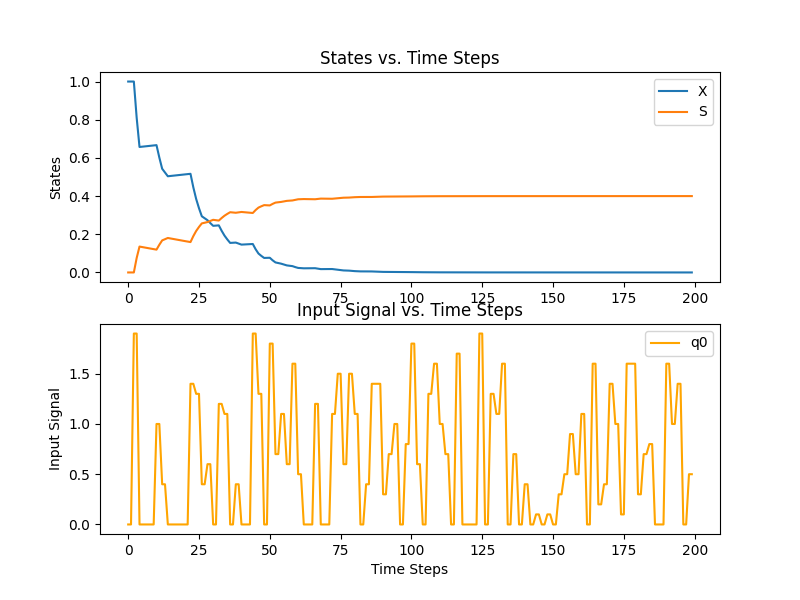 States vs. Time Steps
1.0
0.8
0.6
0.4
0.2
0.0
States
X
S
0 25 50 75 100 125 150 175 200
Input Signal vs. Time Steps
1.5
1.0
0.5
0.0
Input Signal
q0
0 25 50 75 100 125 150 175 200
Time Steps